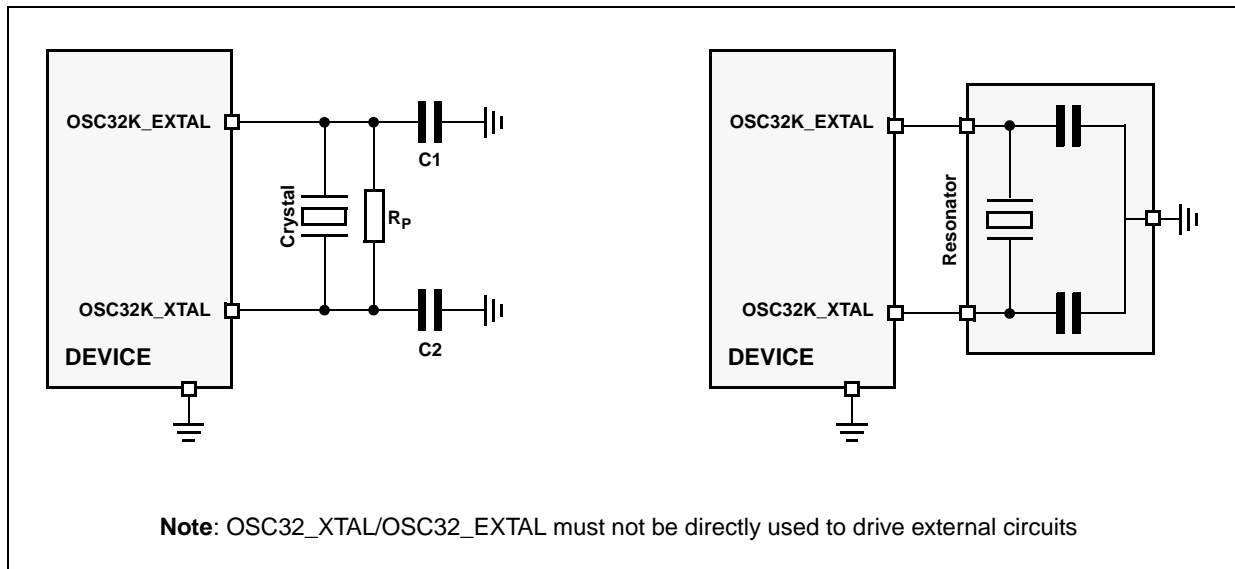 OSC32K_EXTAL
C1
Crystal
RP
OSC32K_XTAL
C2
DEVICE
OSC32K_EXTAL
Resonator
OSC32K_XTAL
DEVICE
Note: OSC32_XTAL/OSC32_EXTAL must not be directly used to drive external circuits